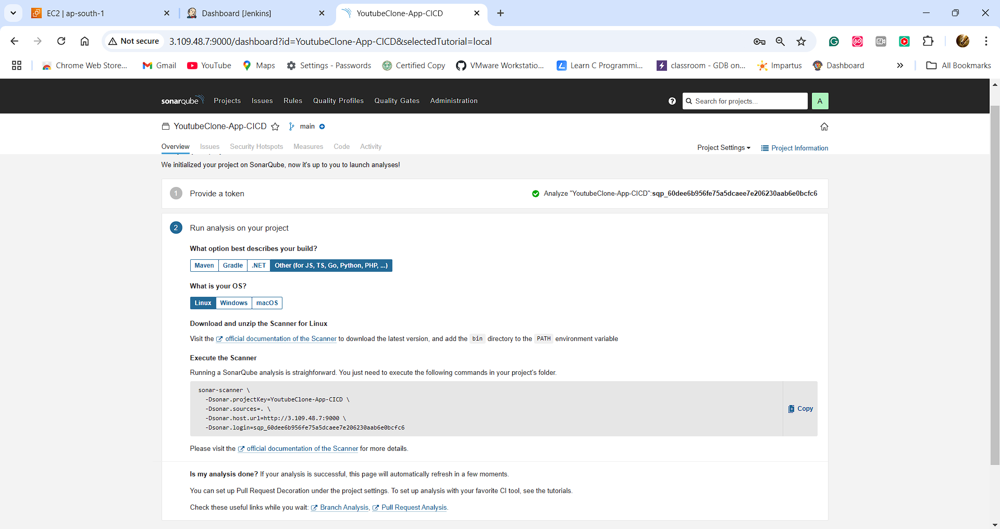 EC2 | ap-south-1
Dashboard [Jenkins]
YoutubeClone-App-CICD
Not secure
3.109.48.7:9000/dashboard?id=YoutubeClone-App-CICD&selectedTutorial=local
Chrome Web Store...
Gmail
YouTube
Maps
Settings - Passwords
Certified Copy
VMware Workstatio...
Learn C Programmi...
classroom - GDB on...
Impartus
Dashboard
All Bookmarks
sonarqube
Projects
Issues
Rules
Quality Profiles
Quality Gates
Administration
?
Search for projects...
A
YoutubeClone-App-CICD
main
Overview
Issues
Security Hotspots
Measures
Code
Activity
Project Settings
Project Information
We initialized your project on SonarQube, now it's up to you to launch analyses!
1
Provide a token
Analyze "YoutubeClone-App-CICD":sqp_60dee6b956fe75a5dcaee7e206230aab6e0bcfc6
2
Run analysis on your project
What option best describes your build?
Maven
Gradle
.NET
Other (for JS, TS, Go, Python, PHP, ...)
What is your OS?
Linux
Windows
macOS
Download and unzip the Scanner for Linux
Visit the official documentation of the Scanner to download the latest version, and add the bin directory to the PATH environment variable
Execute the Scanner
Running a SonarQube analysis is straighforward. You just need to execute the following commands in your project's folder.
sonar-scanner \
-Dsonar.projectKey=YoutubeClone-App-CICD \
-Dsonar.sources=. \
-Dsonar.host.url=http://3.109.48.7:9000 \
-Dsonar.login=sqp_60dee6b956fe75a5dcaee7e206230aab6e0bcfc6
Copy
Please visit the official documentation of the Scanner for more details.
Is my analysis done? If your analysis is successful, this page will automatically refresh in a few moments.
You can set up Pull Request Decoration under the project settings. To set up analysis with your favorite CI tool, see the tutorials.
Check these useful links while you wait: Branch Analysis, Pull Request Analysis.